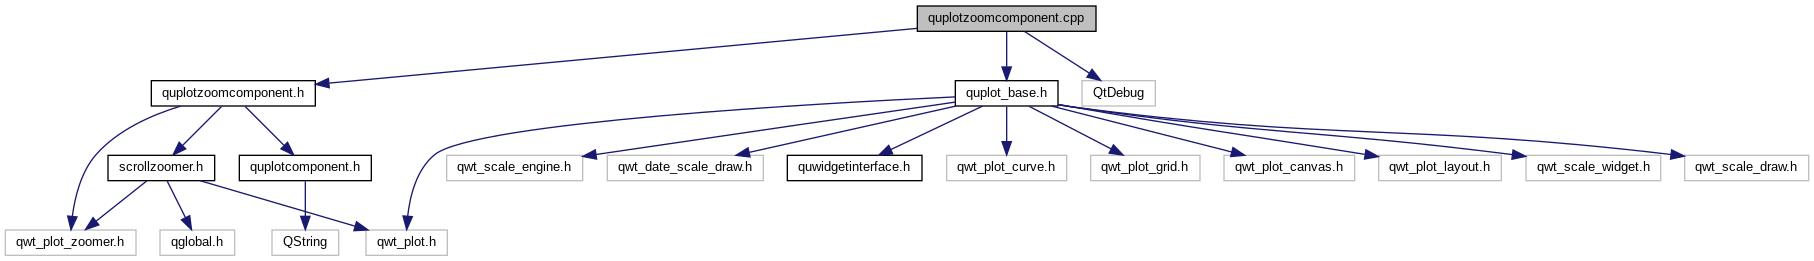 quplotzoomcomponent.cpp
quplotzoomcomponent.h
quplot_base.h
QtDebug
scrollzoomer.h
quplotcomponent.h
qwt_scale_engine.h
qwt_date_scale_draw.h
quwidgetinterface.h
qwt_plot_curve.h
qwt_plot_grid.h
qwt_plot_canvas.h
qwt_plot_layout.h
qwt_scale_widget.h
qwt_scale_draw.h
qwt_plot_zoomer.h
qglobal.h
QString
qwt_plot.h